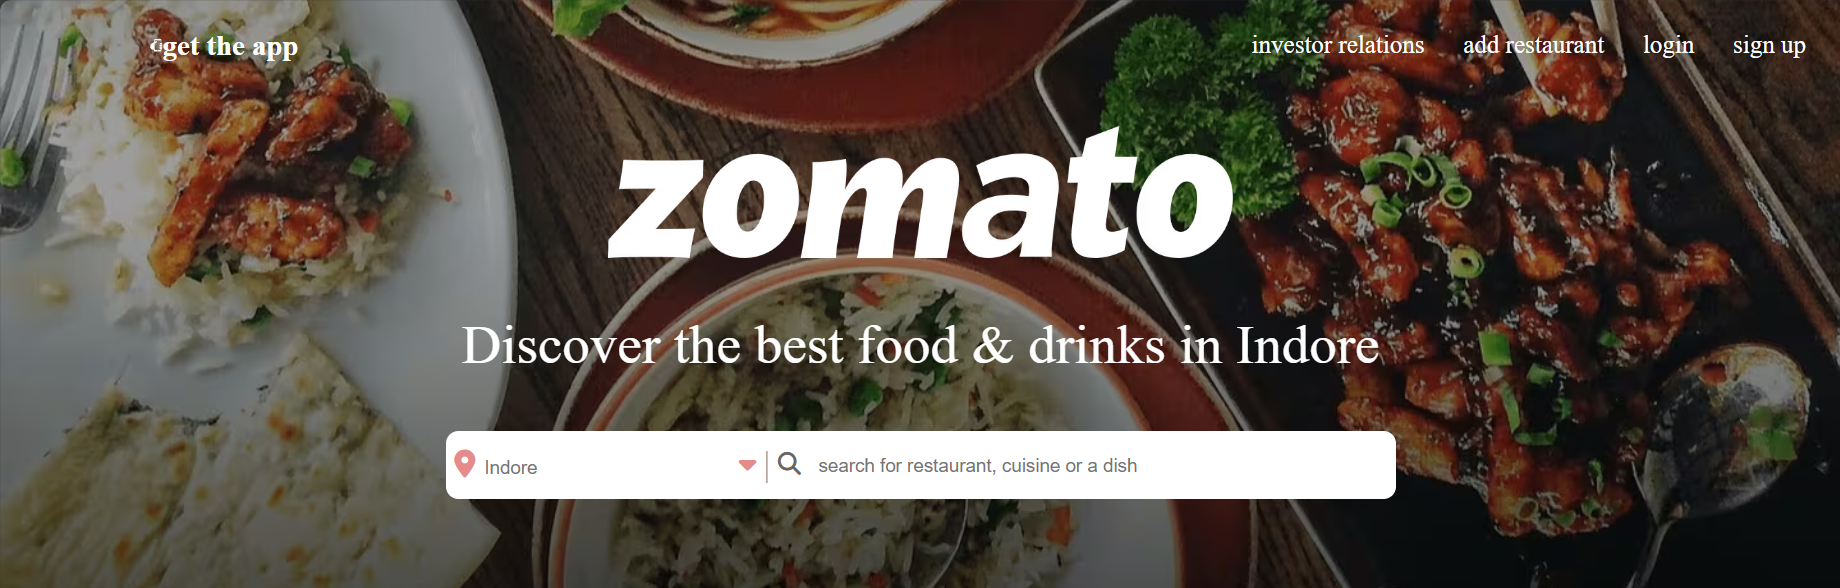 get the app
investor relations
add restaurant
login
sign up
zomato
Discover the best food & drinks in Indore
Indore
search for restaurant, cuisine or a dish